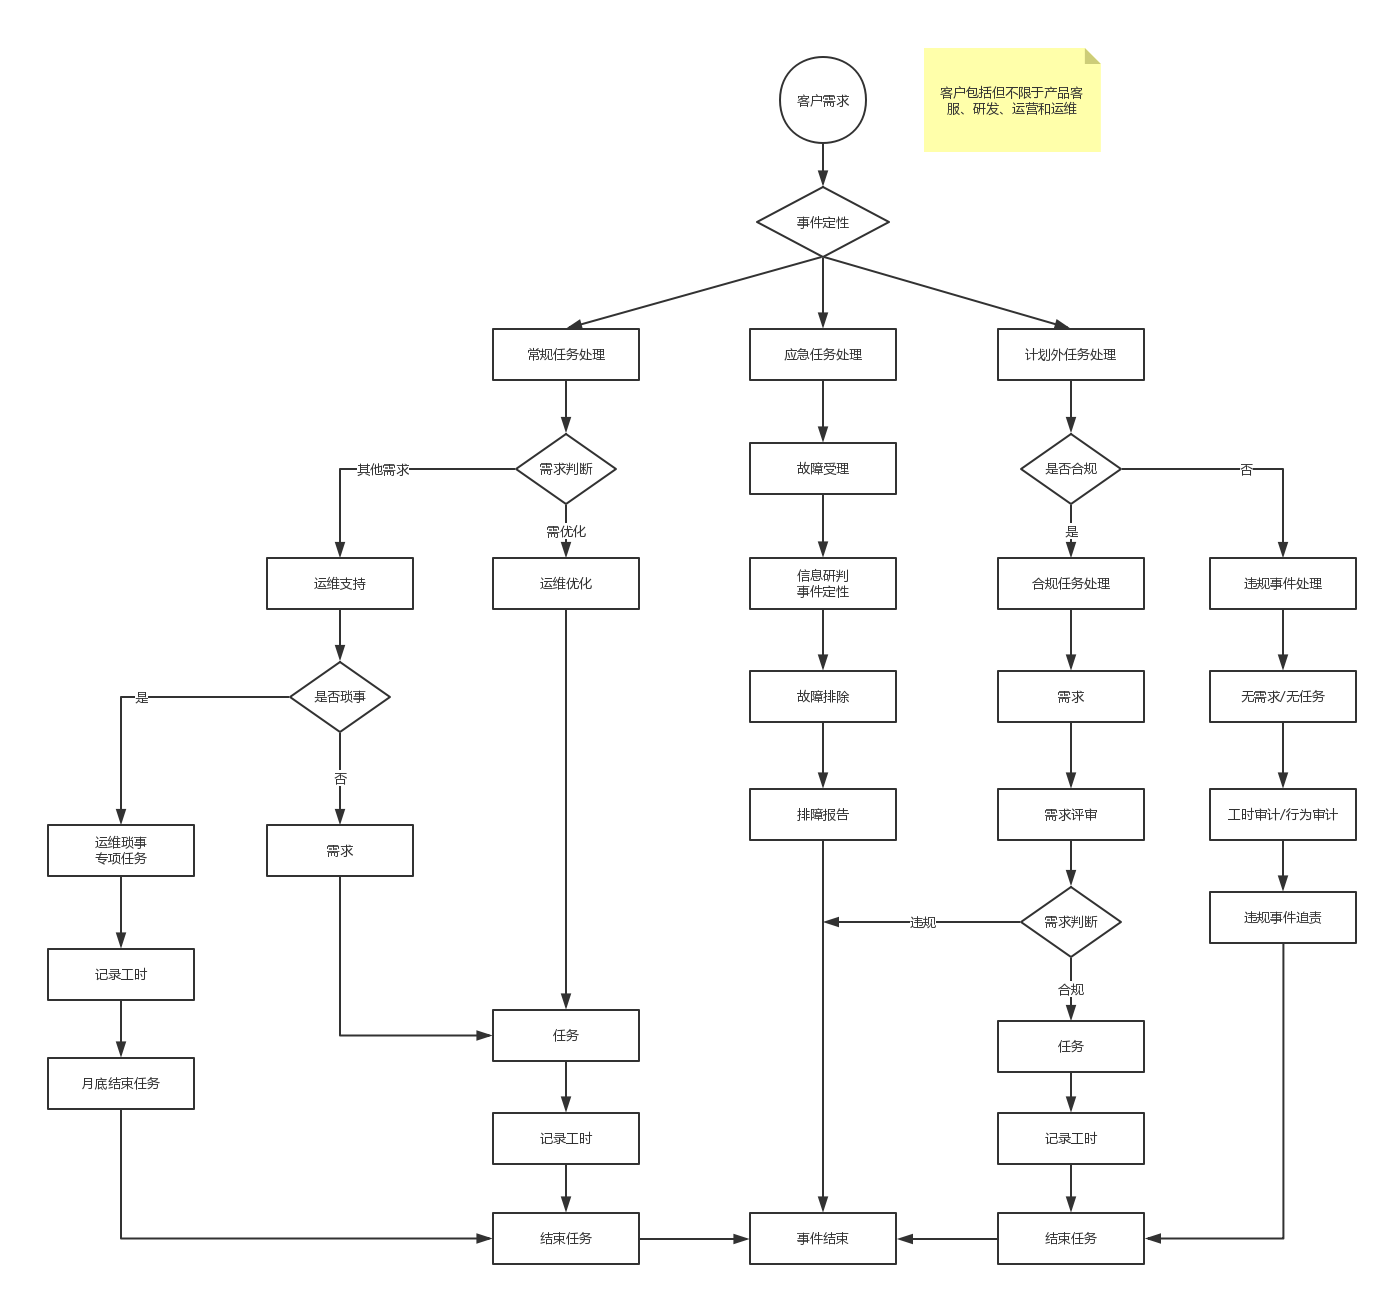 客户需求
客户包括但不限于产品客
服、研发、运营和运维
事件定性
常规任务处理
应急任务处理
计划外任务处理
其他需求
需求判断
故障受理
是否合规
否
需优化
是
运维支持
运维优化
信息研判
事件定性
合规任务处理
违规事件处理
是
是否琐事
故障排除
需求
无需求/无任务
否
排障报告
需求评审
工时审计/行为审计
运维琐事
专项任务
需求
违规
需求判断
违规事件追责
记录工时
合规
任务
任务
月底结束任务
记录工时
记录工时
结束任务
事件结束
结束任务